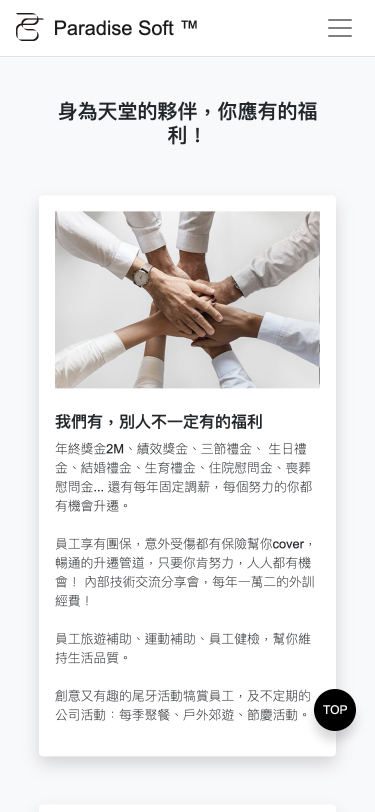 Paradise Soft ™
身為天堂的夥伴，你應有的福
利！
我們有，別人不一定有的福利
年終獎金2M、績效獎金、三節禮金、 生日禮
金、結婚禮金、生育禮金、住院慰問金、喪葬
慰問金... 還有每年固定調薪，每個努力的你都
有機會升遷。
員工享有團保，意外受傷都有保險幫你cover，
暢通的升遷管道，只要你肯努力，人人都有機
會！ 內部技術交流分享會，每年一萬二的外訓
經費！
員工旅遊補助、運動補助、員工健檢，幫你維
持生活品質。
創意又有趣的尾牙活動犒賞員工，及不定期的
公司活動：每季聚餐、戶外郊遊、節慶活動。
TOP